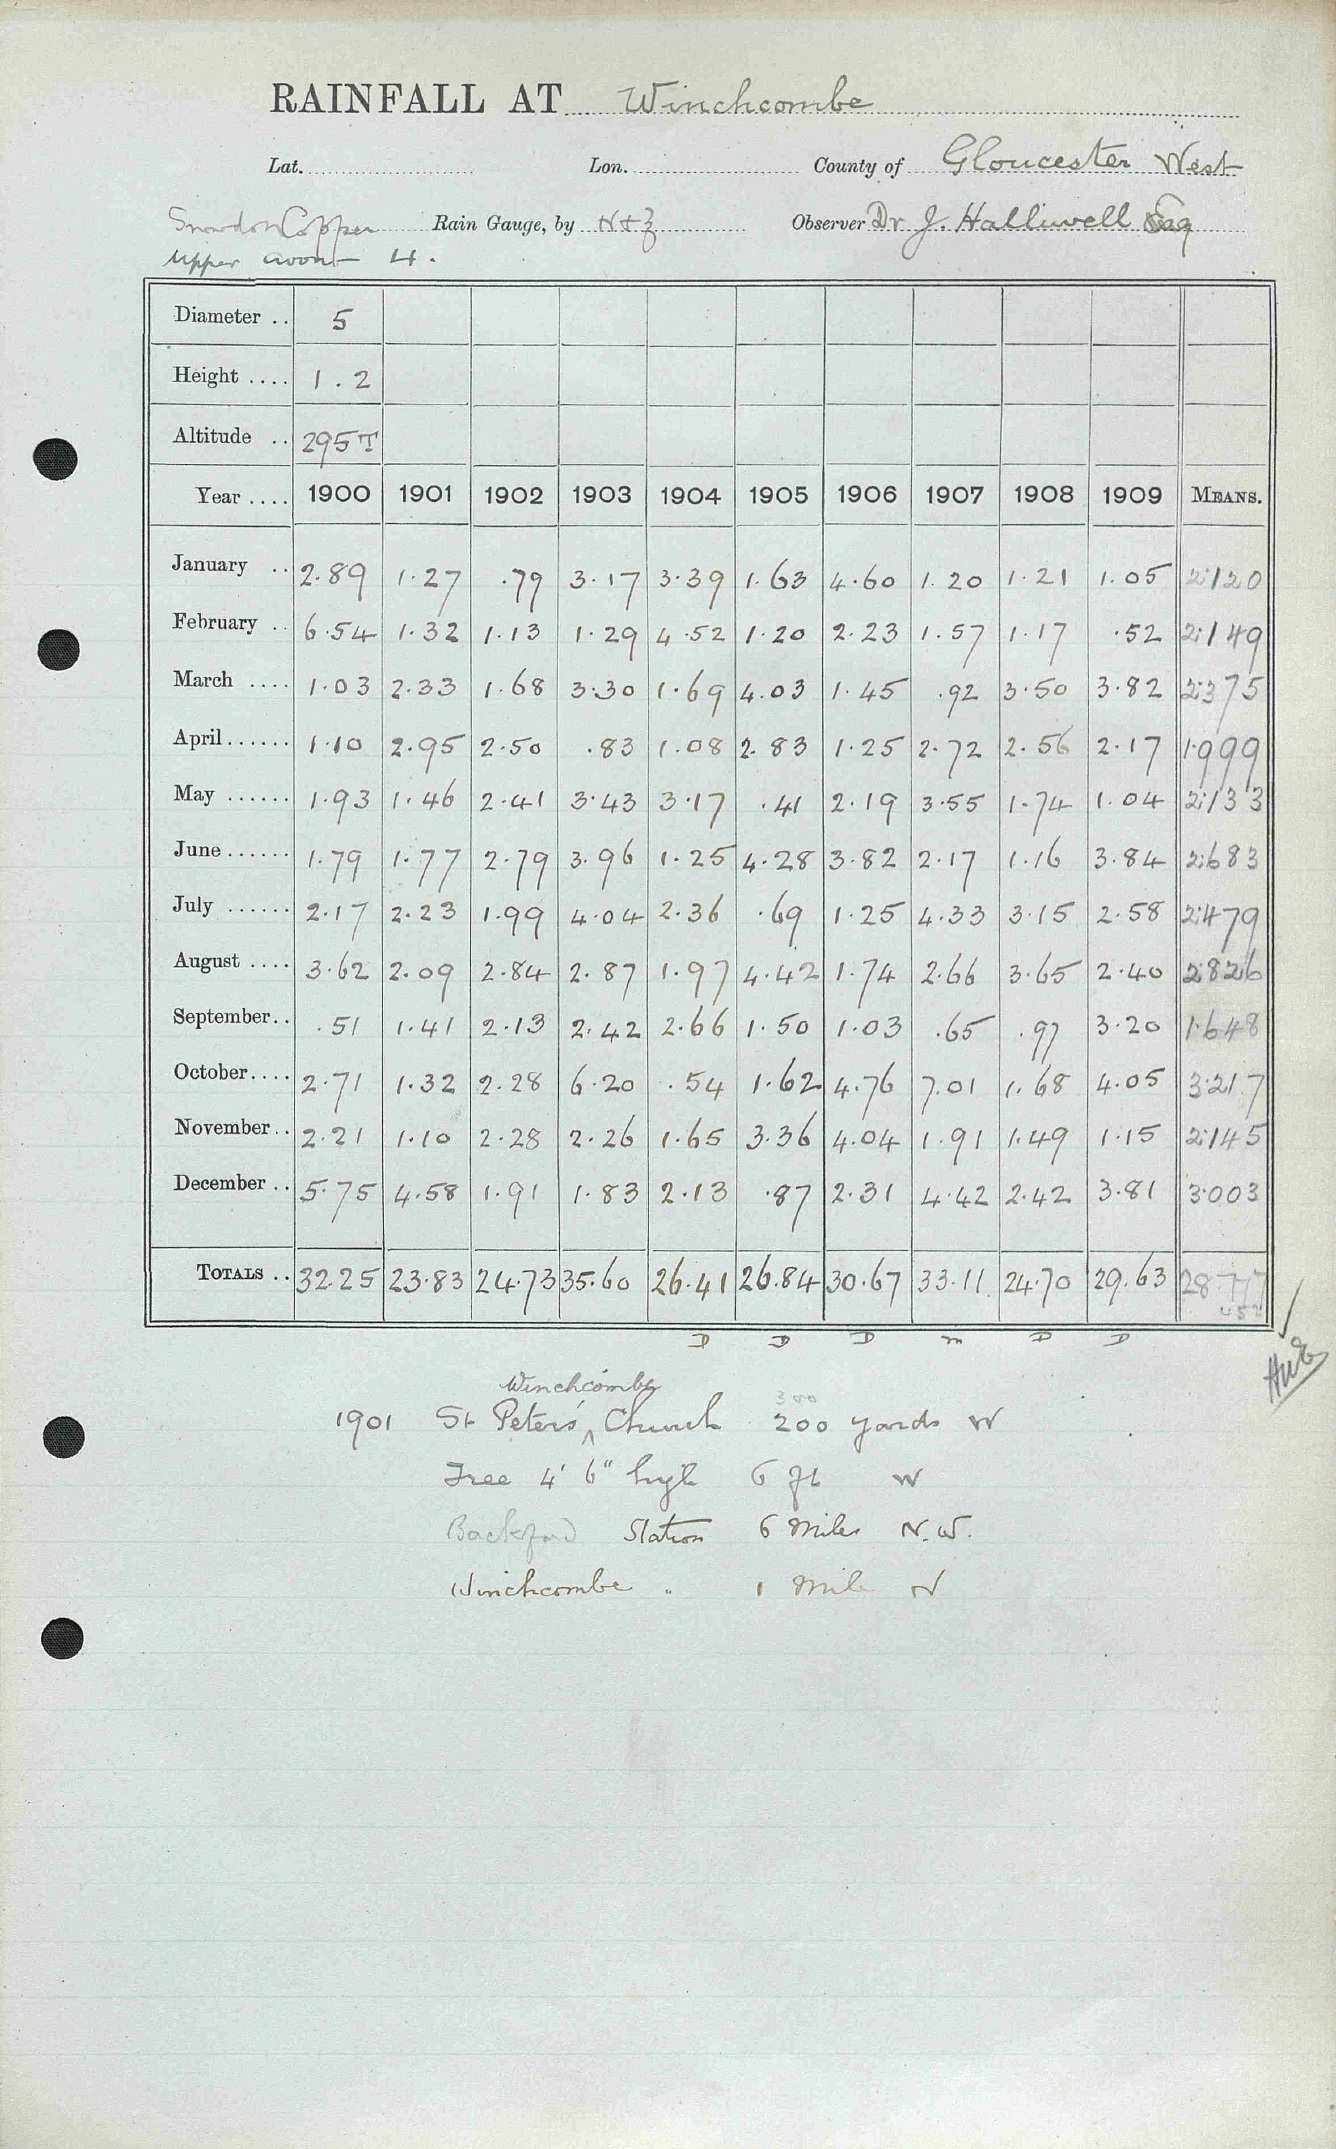 RAINFALL AT Winchcombe
Lat. Lon. County of Gloucester West
Snowdon Copper Rain Gauge, by N+Z Observer Dr J. Halliwell Esq
Upper Avon 4.
Diameter .. 5
Height .... 1.2
Altitude .. 295T
Year .... 1900 1901 1902 1903 1904 1905 1906 1907 1908 1909 MEANS.
January .. 2.89 1.27 .79 3.17 3.39 1.63 4.60 1.20 1.21 1.05 2.120
February .. 6.54 1.32 1.13 1.29 4.52 1.20 2.23 1.57 1.17 .52 2.149
March .... 1.03 2.33 1.68 3.30 1.69 4.03 1.45 .92 3.50 3.82 2.375
April...... 1.10 2.95 2.50 .83 1.08 2.83 1.25 2.72 2.56 2.17 1.999
May ...... 1.93 1.46 2.41 3.43 3.17 .41 2.19 3.55 1.74 1.04 2.133
June...... 1.79 1.77 2.79 3.96 1.25 4.28 3.82 2.17 1.16 3.84 2.683
July ...... 2.17 2.23 1.99 4.04 2.36 .69 1.25 4.33 3.15 2.58 2.479
August .... 3.62 2.09 2.84 2.87 1.97 4.42 1.74 2.66 3.65 2.40 2.826
September.. .51 1.41 2.13 2.42 2.66 1.50 1.03 .65 .97 3.20 1.648
October.... 2.71 1.32 2.28 6.20 .54 1.62 4.76 7.01 1.68 4.05 3.217
November.. 2.21 1.10 2.28 2.26 1.65 3.36 4.04 1.91 1.49 1.15 2.145
December .. 5.75 4.58 1.91 1.83 2.13 .87 2.31 4.42 2.42 3.81 3.003
TOTALS .. 32.25 23.83 24.73 35.60 26.41 26.84 30.67 33.11 24.70 29.63 28.777
D D D m D D
Winchcombe
300
1901 St Peter's ^ Church 200 yards W
Tree 4' 6" high 6 ft W
Station 6 Miles N.W.
Winchcombe " 1 Mile N